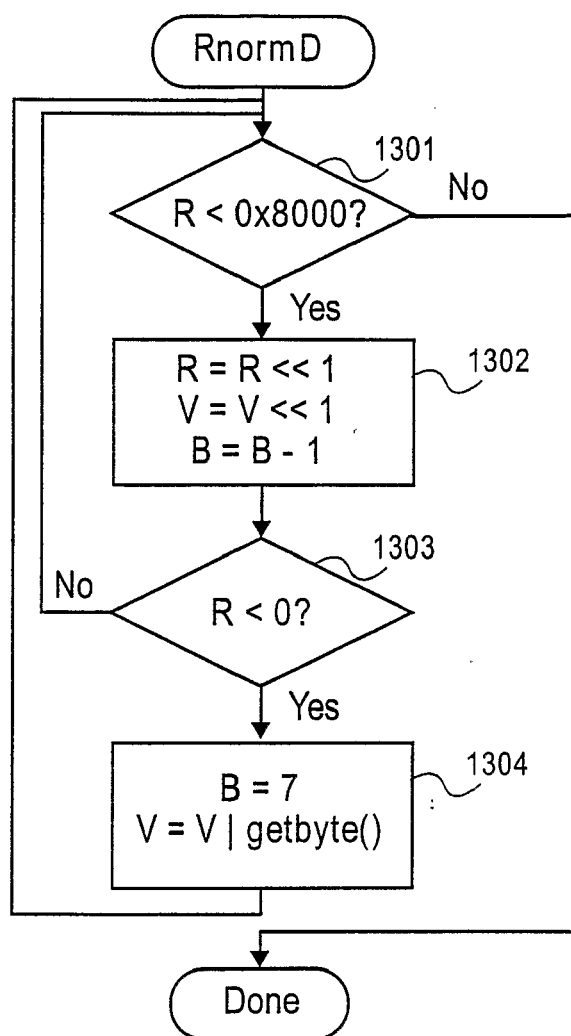 RnormD
1301
R < 0x8000?
No
Yes
R = R << 1
V = V << 1
B = B - 1
1302
1303
No
R < 0?
Yes
B = 7
V = V | getbyte()
1304
Done